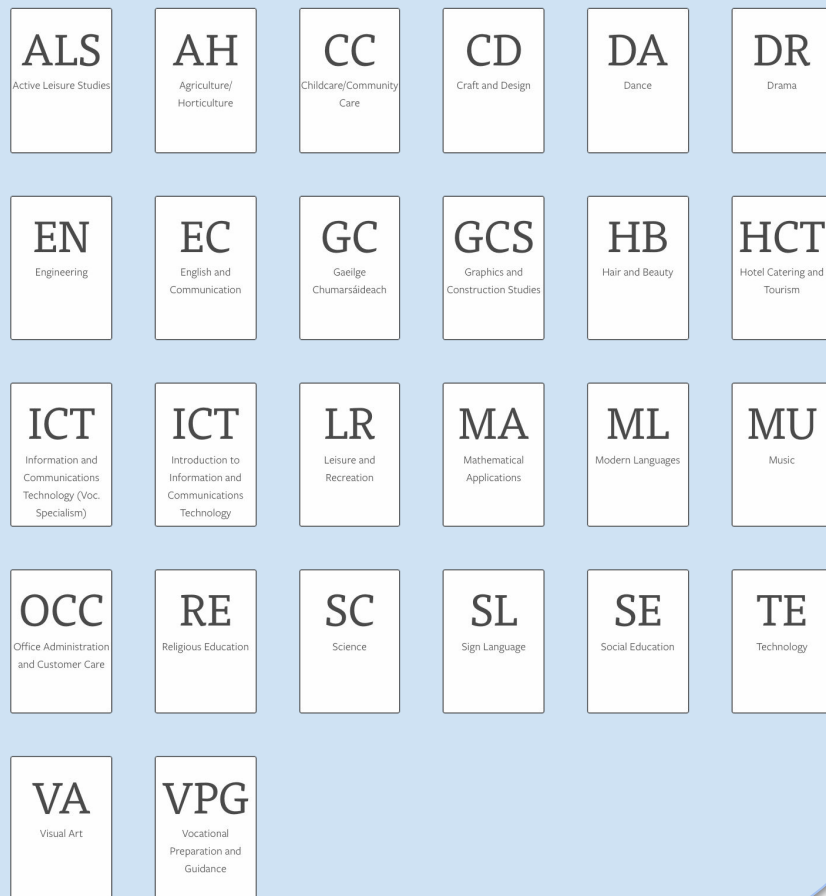 ALS
Active Leisure Studies
AH
Agriculture/
Horticulture
CC
Childcare/Community
Care
CD
Craft and Design
DA
Dance
DR
Drama
EN
Engineering
EC
English and
Communication
GC
Gaeilge
Chumarsáideach
GCS
Graphics and
Construction Studies
HB
Hair and Beauty
HCT
Hotel Catering and
Tourism
ICT
Information and
Communications
Technology (Voc.
Specialism)
ICT
Introduction to
Information and
Communications
Technology
LR
Leisure and
Recreation
MA
Mathematical
Applications
ML
Modern Languages
MU
Music
OCC
Office Administration
and Customer Care
RE
Religious Education
SC
Science
SL
Sign Language
SE
Social Education
TE
Technology
VA
Visual Art
VPG
Vocational
Preparation and
Guidance